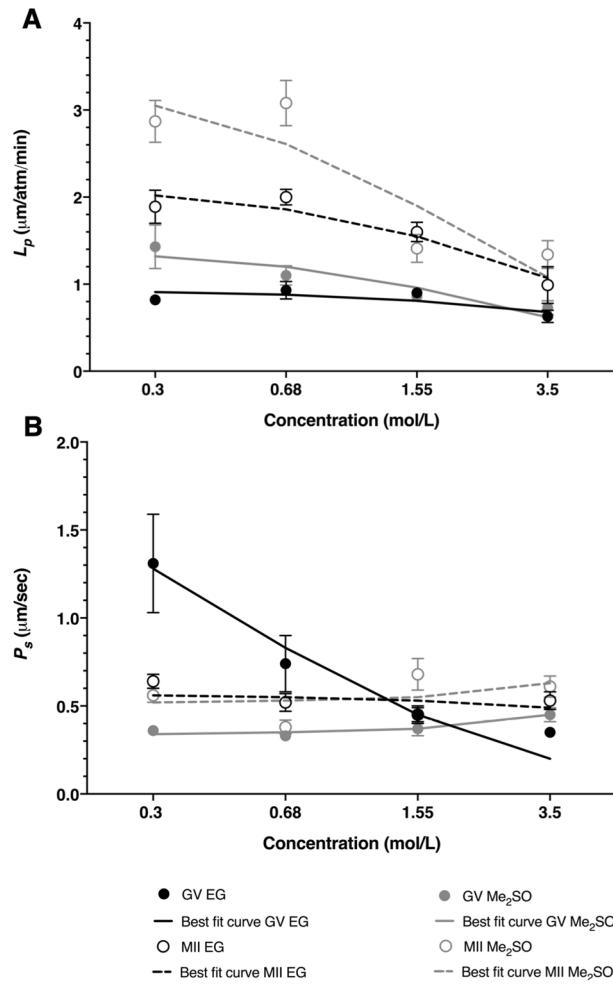 A
4
3
2
1
0
Lp (μm/atm/min)
0.3 0.68 1.55 3.5
Concentration (mol/L)
B
2.0
1.5
1.0
0.5
0.0
Ps (μm/sec)
0.3 0.68 1.55 3.5
Concentration (mol/L)
GV EG GV Me₂SO
Best fit curve GV EG Best fit curve GV Me₂SO
MII EG MII Me₂SO
Best fit curve MII EG Best fit curve MII Me₂SO